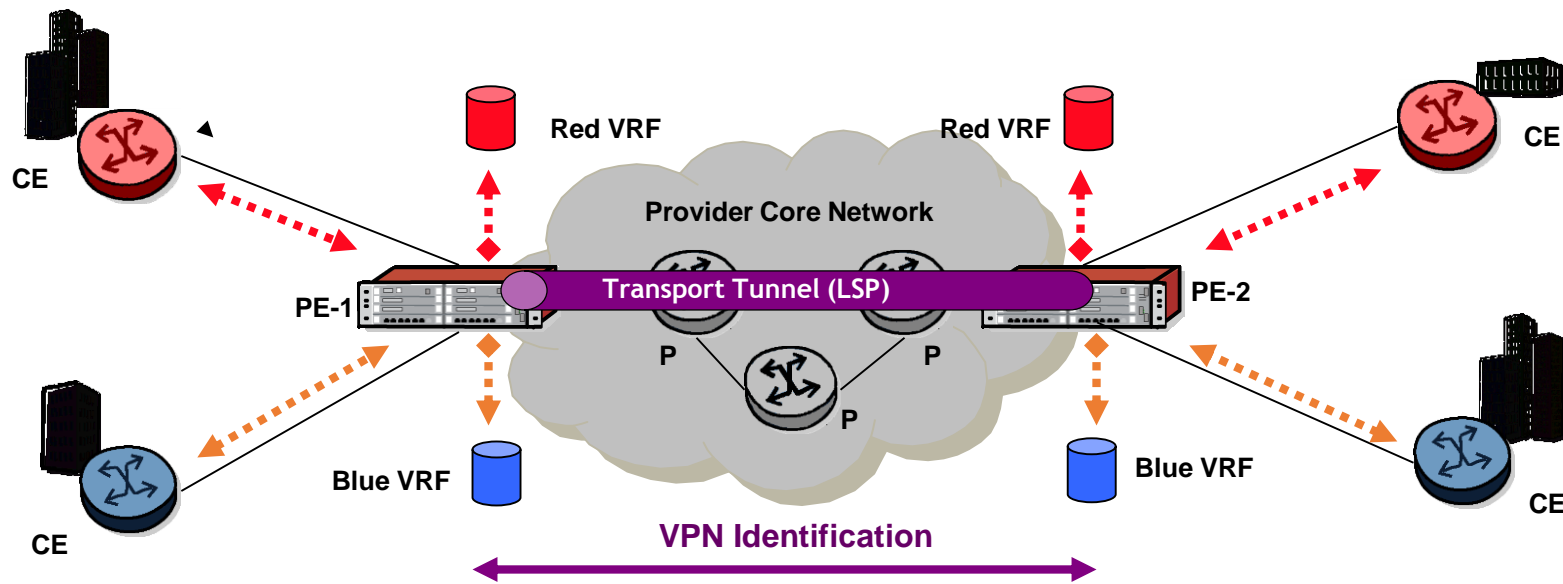 Red VRF
Red VRF
CE
CE
Provider Core Network
PE-1
Transport Tunnel (LSP)
PE-2
P
P
P
Blue VRF
Blue VRF
CE
CE
VPN Identification